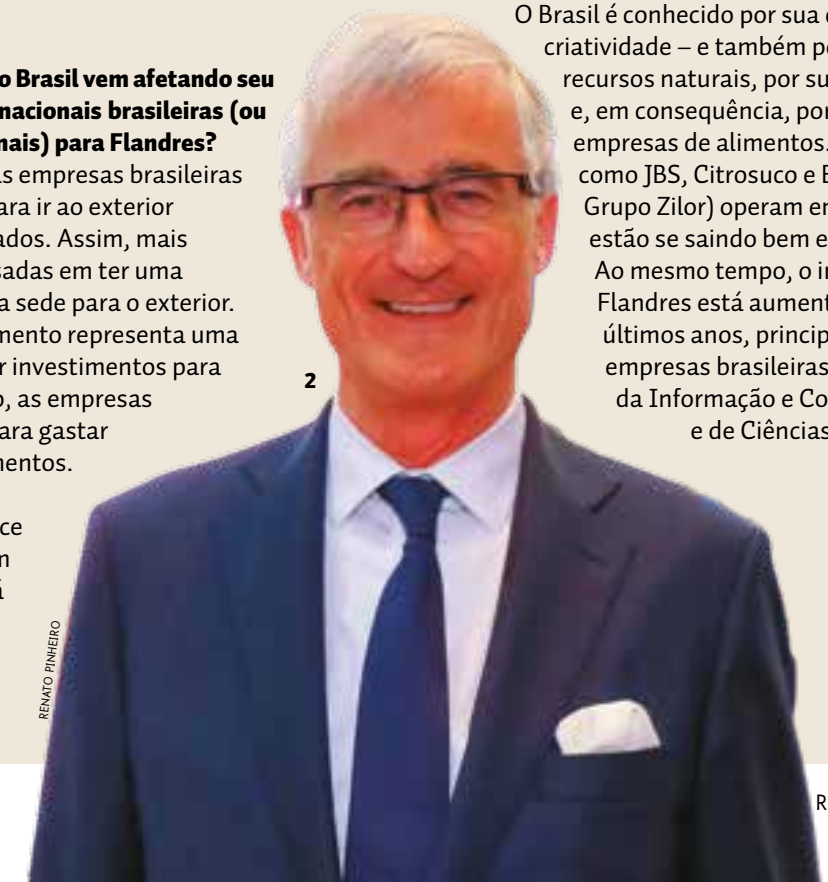 o Brasil vem afetando seu
nacionais brasileiras (ou
nais) para Flandres?
as empresas brasileiras
ara ir ao exterior
ados. Assim, mais
sadas em ter uma
a sede para o exterior.
mento representa uma
r investimentos para
o, as empresas
para gastar
mentos.
ce
m
á
RENATO PINHEIRO
2
O Brasil é conhecido por sua
criatividade – e também p
recursos naturais, por su
e, em consequência, por
empresas de alimentos.
como JBS, Citrosuco e
Grupo Zilor) operam e
estão se saindo bem e
Ao mesmo tempo, o i
Flandres está aument
últimos anos, princip
empresas brasileiras
da Informação e Co
e de Ciências
R